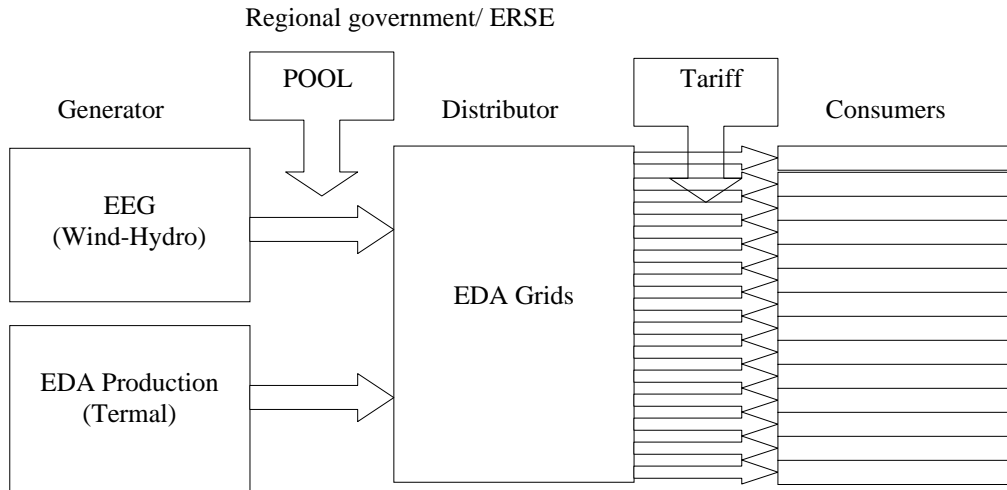 Regional government/ ERSE
POOL
Tariff
Generator
Distributor
Consumers
EEG
(Wind-Hydro)
EDA Grids
EDA Production
(Termal)